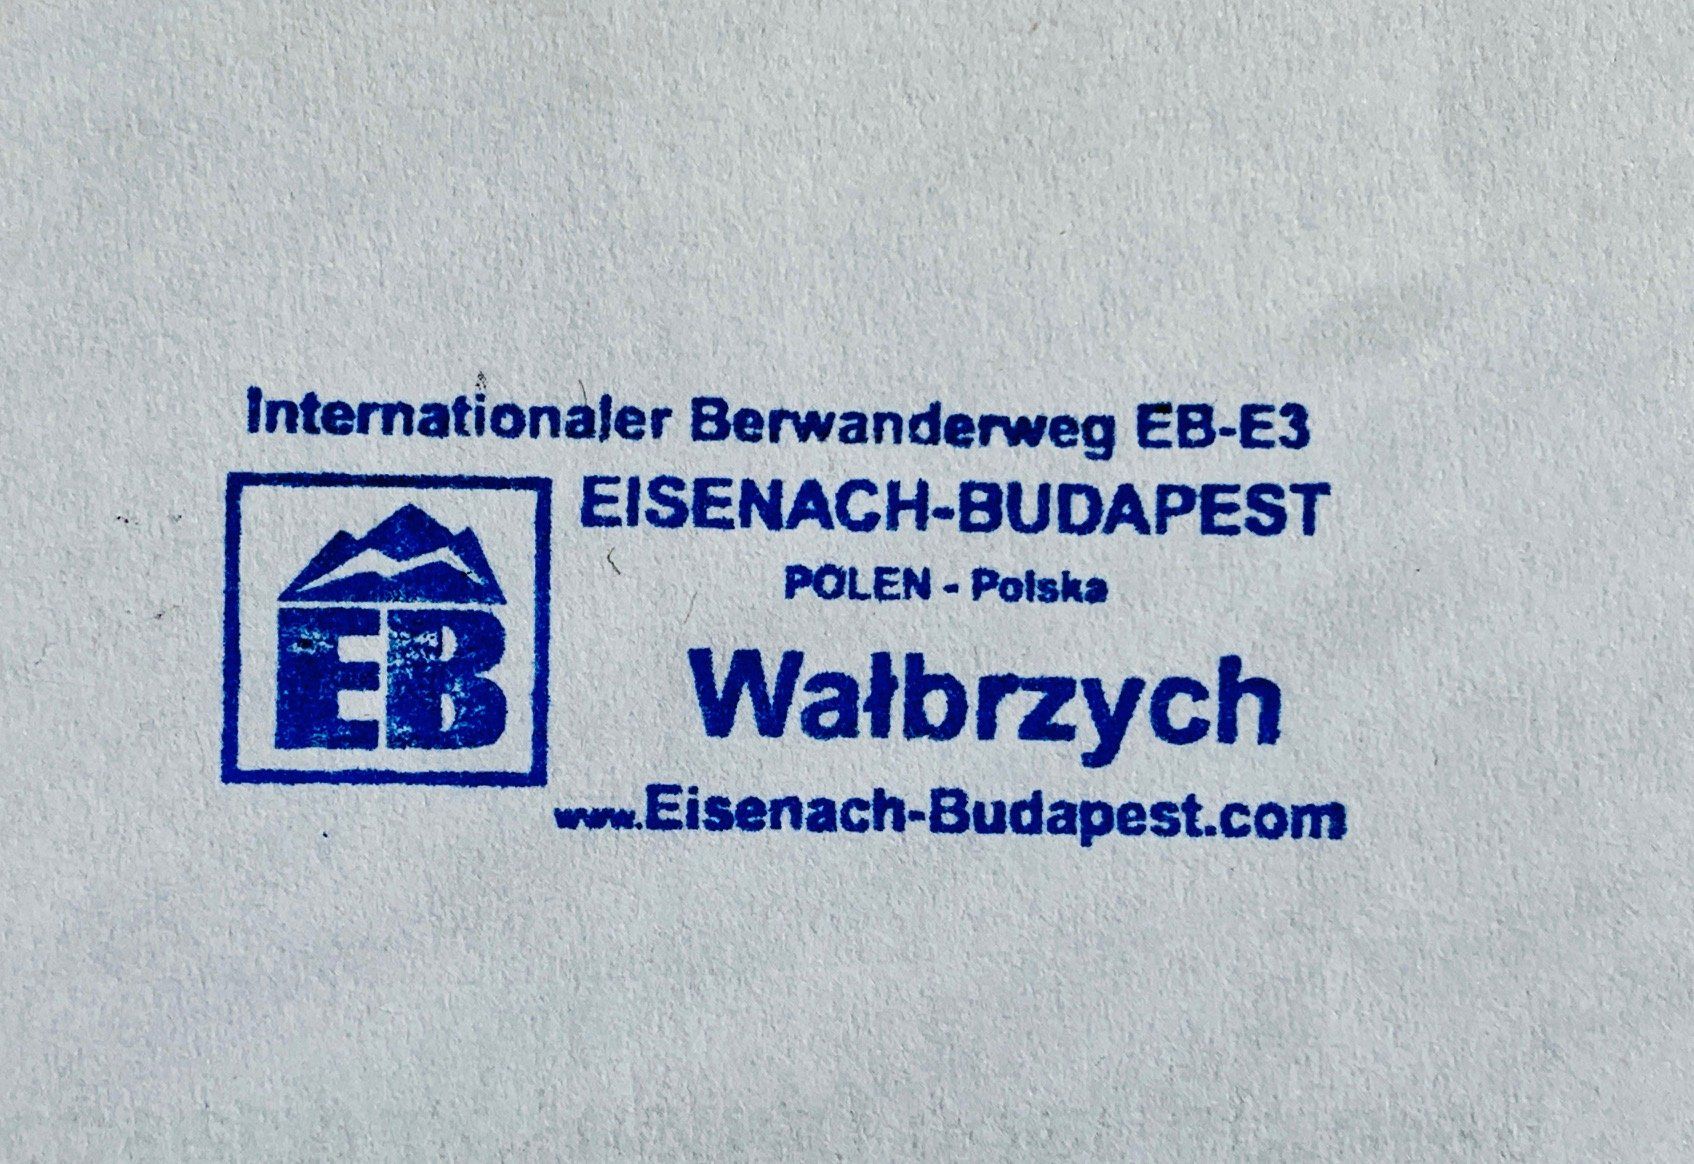 Internationaler Berwanderweg EB-E3
EISENACH-BUDAPEST
POLEN - Polska
EB
Wałbrzych
www.Eisenach-Budapest.com